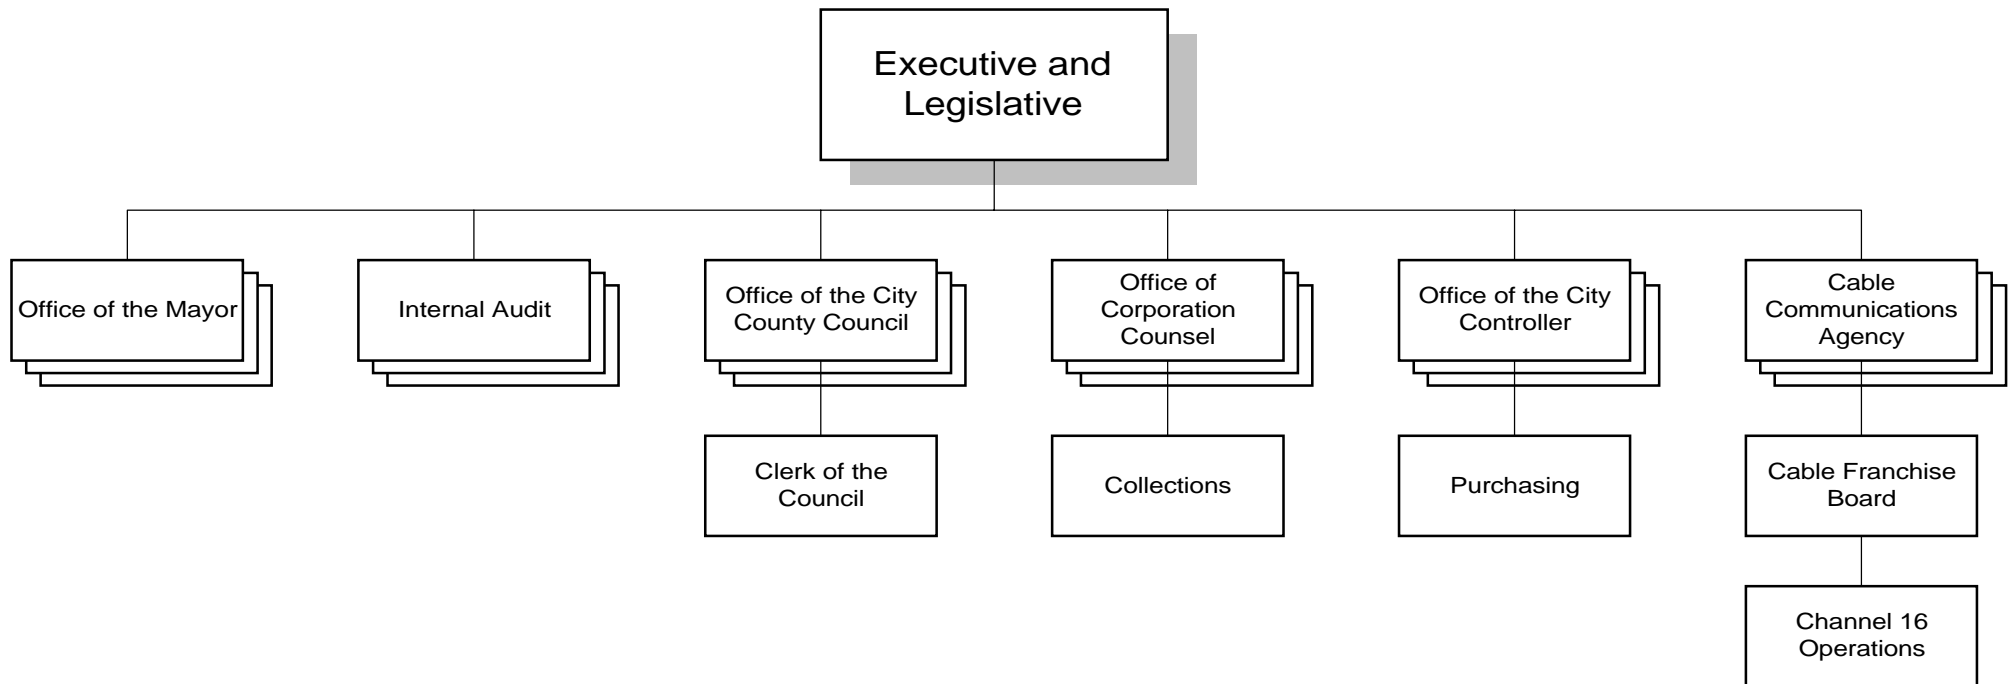 Executive and
Legislative
Office of the Mayor
Internal Audit
Office of the City
County Council
Office of
Corporation
Counsel
Office of the City
Controller
Cable
Communications
Agency
Clerk of the
Council
Collections
Purchasing
Cable Franchise
Board
Channel 16
Operations